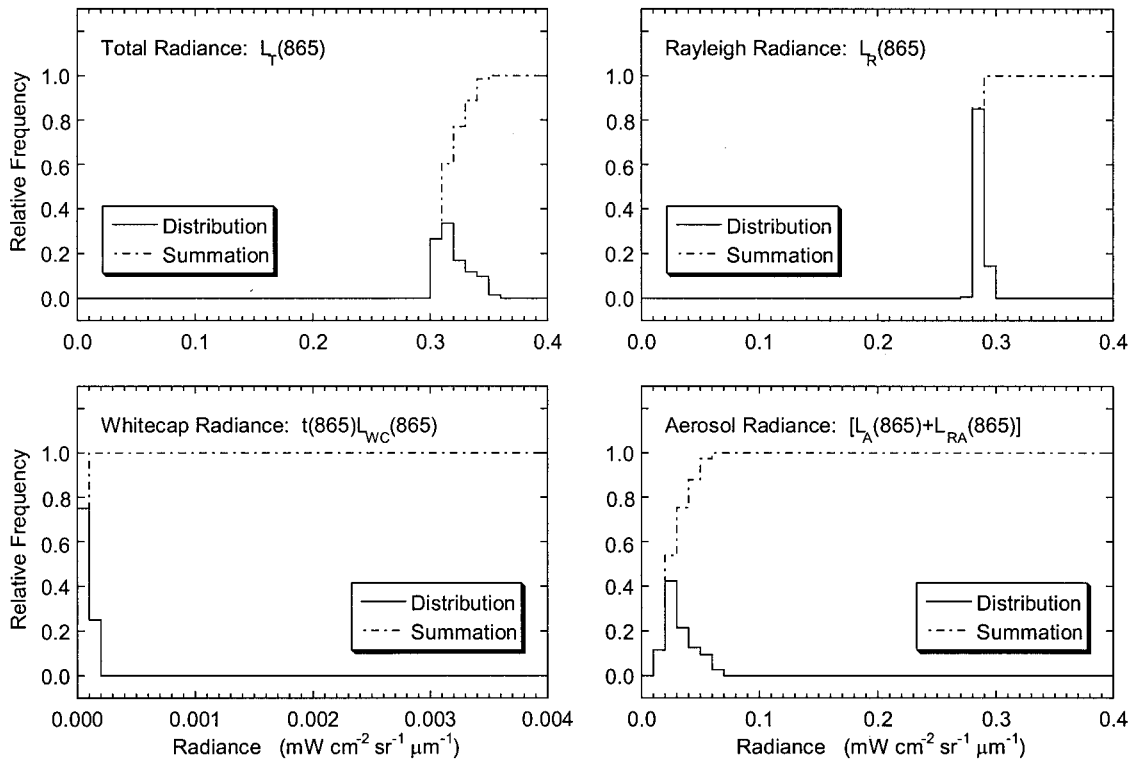 Total Radiance: L_T(865)
Relative Frequency
1.0
0.8
0.6
0.4
0.2
0.0
Distribution
Summation
0.0 0.1 0.2 0.3 0.4
Rayleigh Radiance: L_R(865)
1.0
0.8
0.6
0.4
0.2
0.0
Distribution
Summation
0.0 0.1 0.2 0.3 0.4
Whitecap Radiance: t(865)L_WC(865)
Relative Frequency
1.0
0.8
0.6
0.4
0.2
0.0
Distribution
Summation
0.000 0.001 0.002 0.003 0.004
Radiance (mW cm⁻² sr⁻¹ μm⁻¹)
Aerosol Radiance: [L_A(865)+L_RA(865)]
1.0
0.8
0.6
0.4
0.2
0.0
Distribution
Summation
0.0 0.1 0.2 0.3 0.4
Radiance (mW cm⁻² sr⁻¹ μm⁻¹)